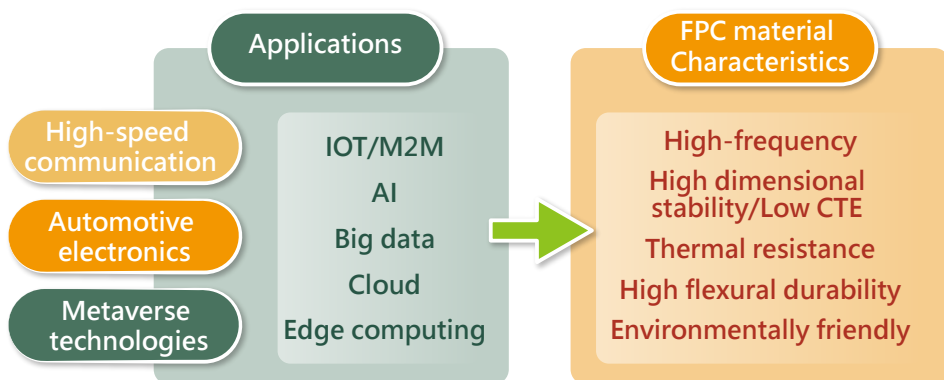 Applications
High-speed
communication
Automotive
electronics
Metaverse
technologies
IOT/M2M
AI
Big data
Cloud
Edge computing
FPC material
Characteristics
High-frequency
High dimensional
stability/Low CTE
Thermal resistance
High flexural durability
Environmentally friendly